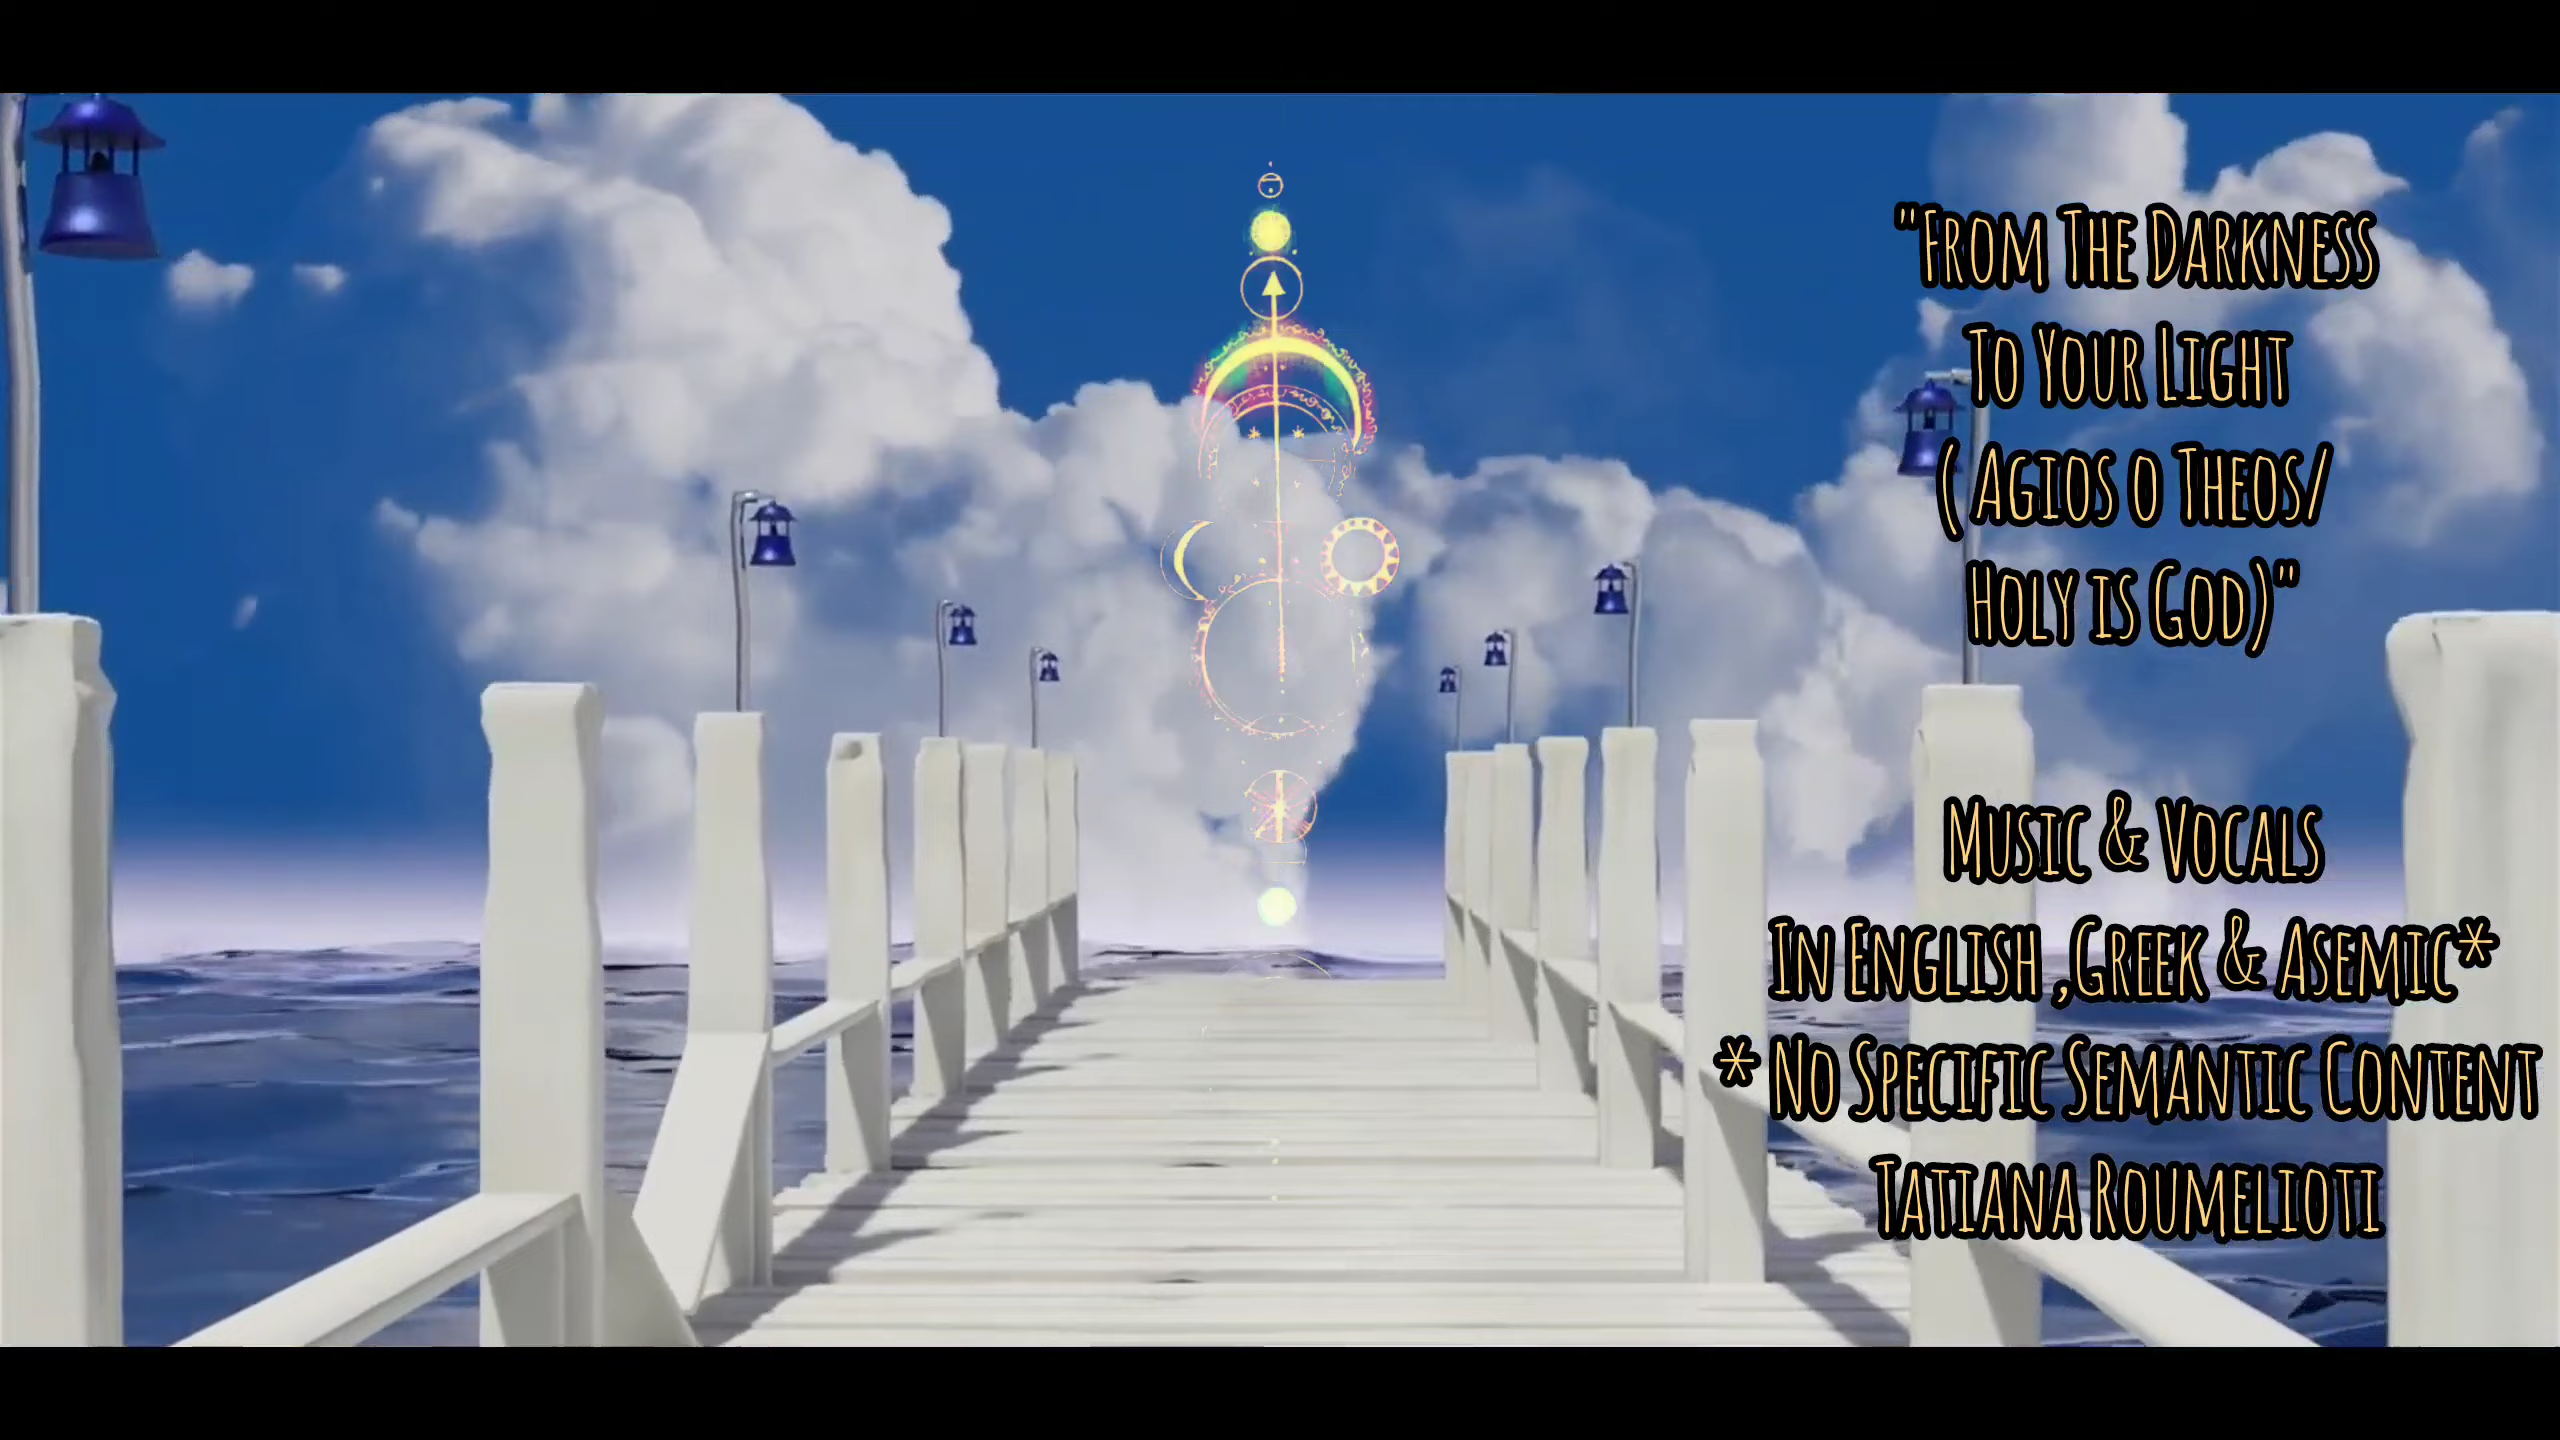 "From The Darkness
To Your Light
( Agios o Theos/
Holy is God)"
Music & Vocals
In English ,Greek & Asemic*
* No Specific Semantic Content
Tatiana Roumelioti